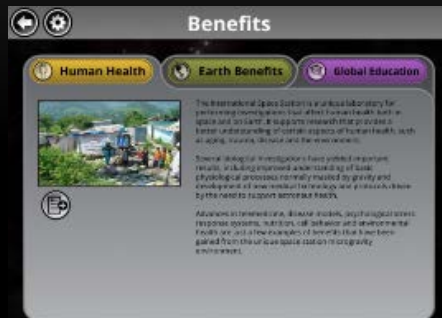 Benefits
Human Health
Earth Benefits
Global Education
The International Space Station is a unique laboratory for
performing investigations that affect human health both in
space and on Earth. It supports research that provides a
better understanding of certain aspects of human health, such
as aging, trauma, disease and the environment.
Several biological investigations have yielded important
results, including improved understanding of basic
physiological processes normally masked by gravity and
development of new medical technology and protocols driven
by the need to support astronaut health.
Advances in telemedicine, disease models, psychological stress
response systems, nutrition, cell behavior and environmental
health are just a few examples of benefits that have been
gained from the unique space station microgravity
environment.